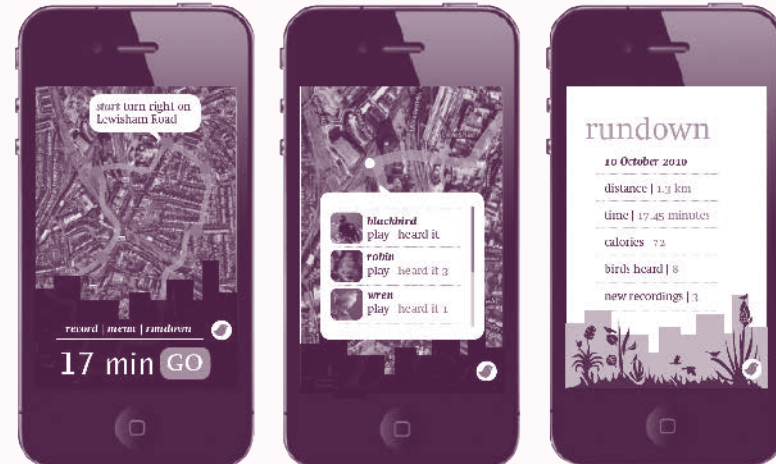 start turn right on
Lewisham Road
record | menu | rundown
17 min GO
Lewisham
blackbird
play heard it
robin
play heard it 3
wren
play heard it 1
rundown
10 October 2010
distance | 1.3 km
time | 17.45 minutes
calories 72
birds heard | 8
new recordings | 3